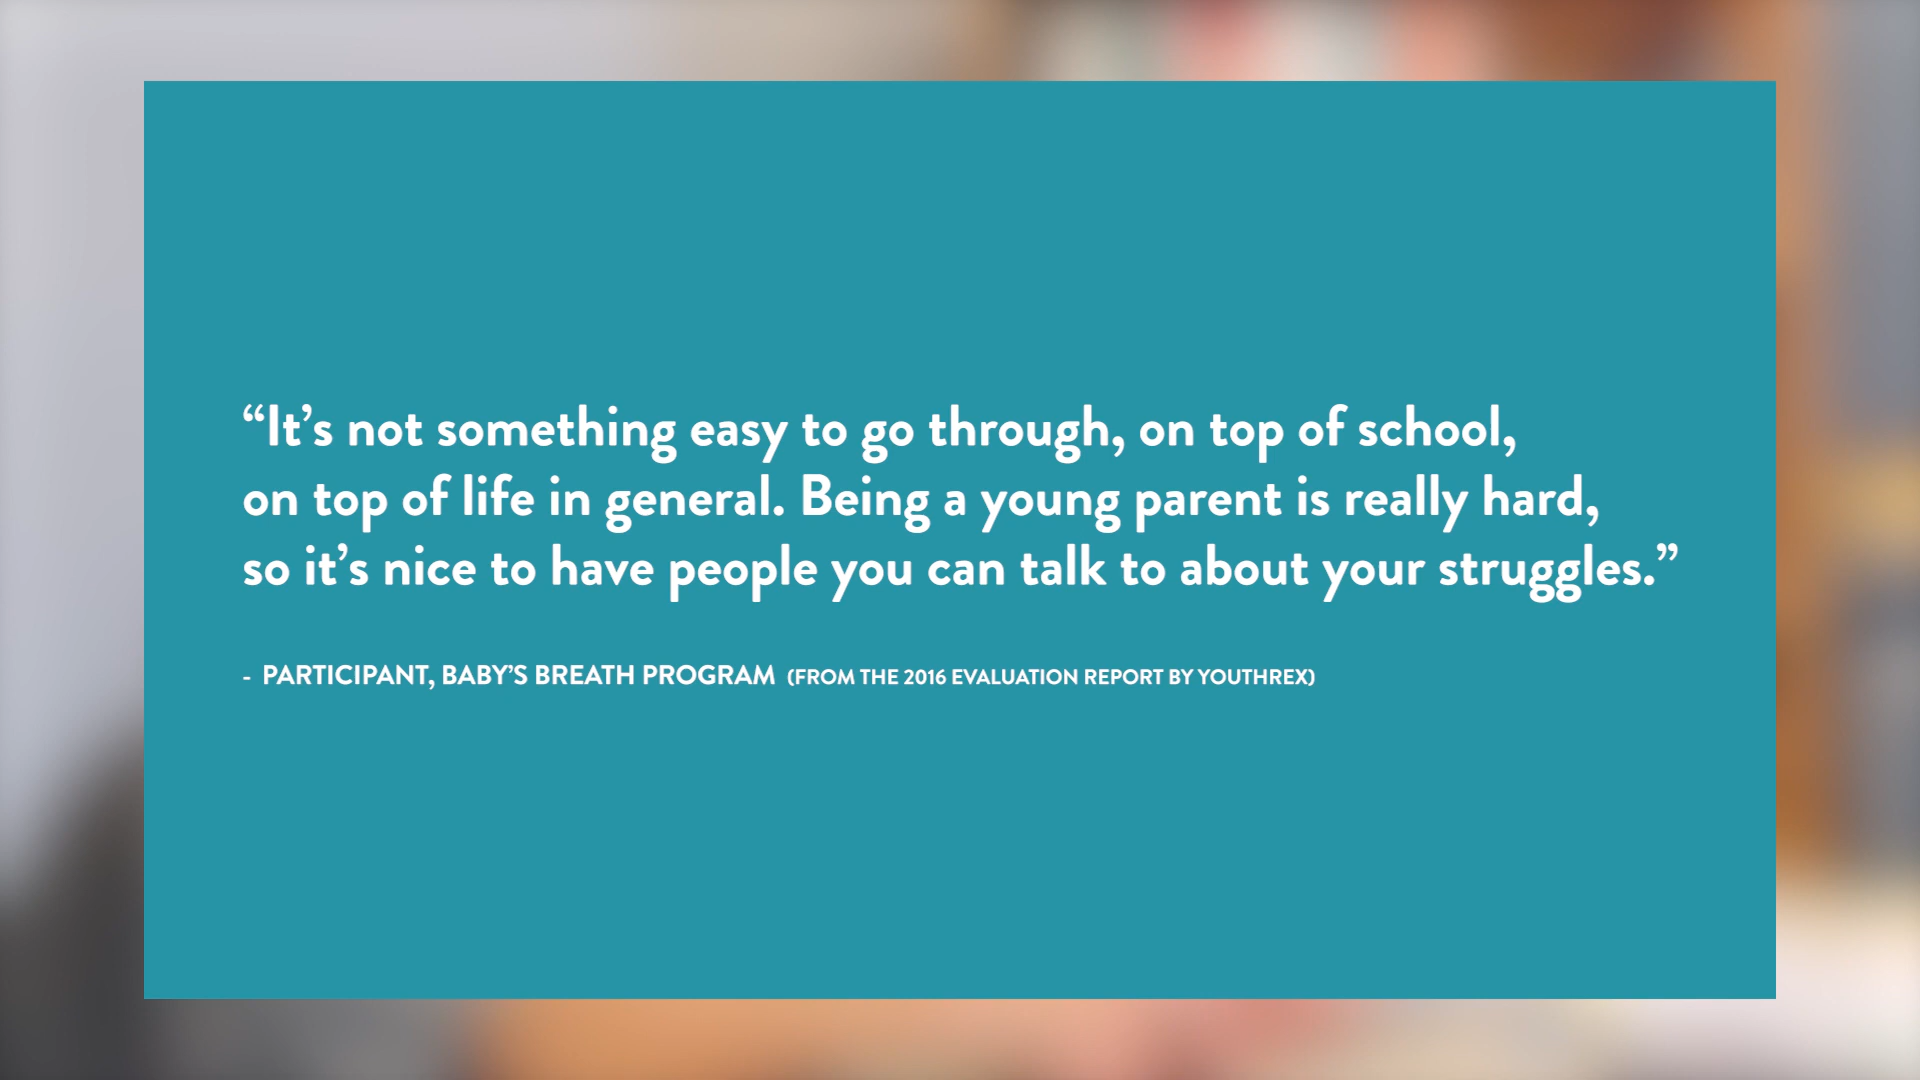 “It’s not something easy to go through, on top of school,
on top of life in general. Being a young parent is really hard,
so it’s nice to have people you can talk to about your struggles.”
- PARTICIPANT, BABY’S BREATH PROGRAM (FROM THE 2016 EVALUATION REPORT BY YOUTHREX)